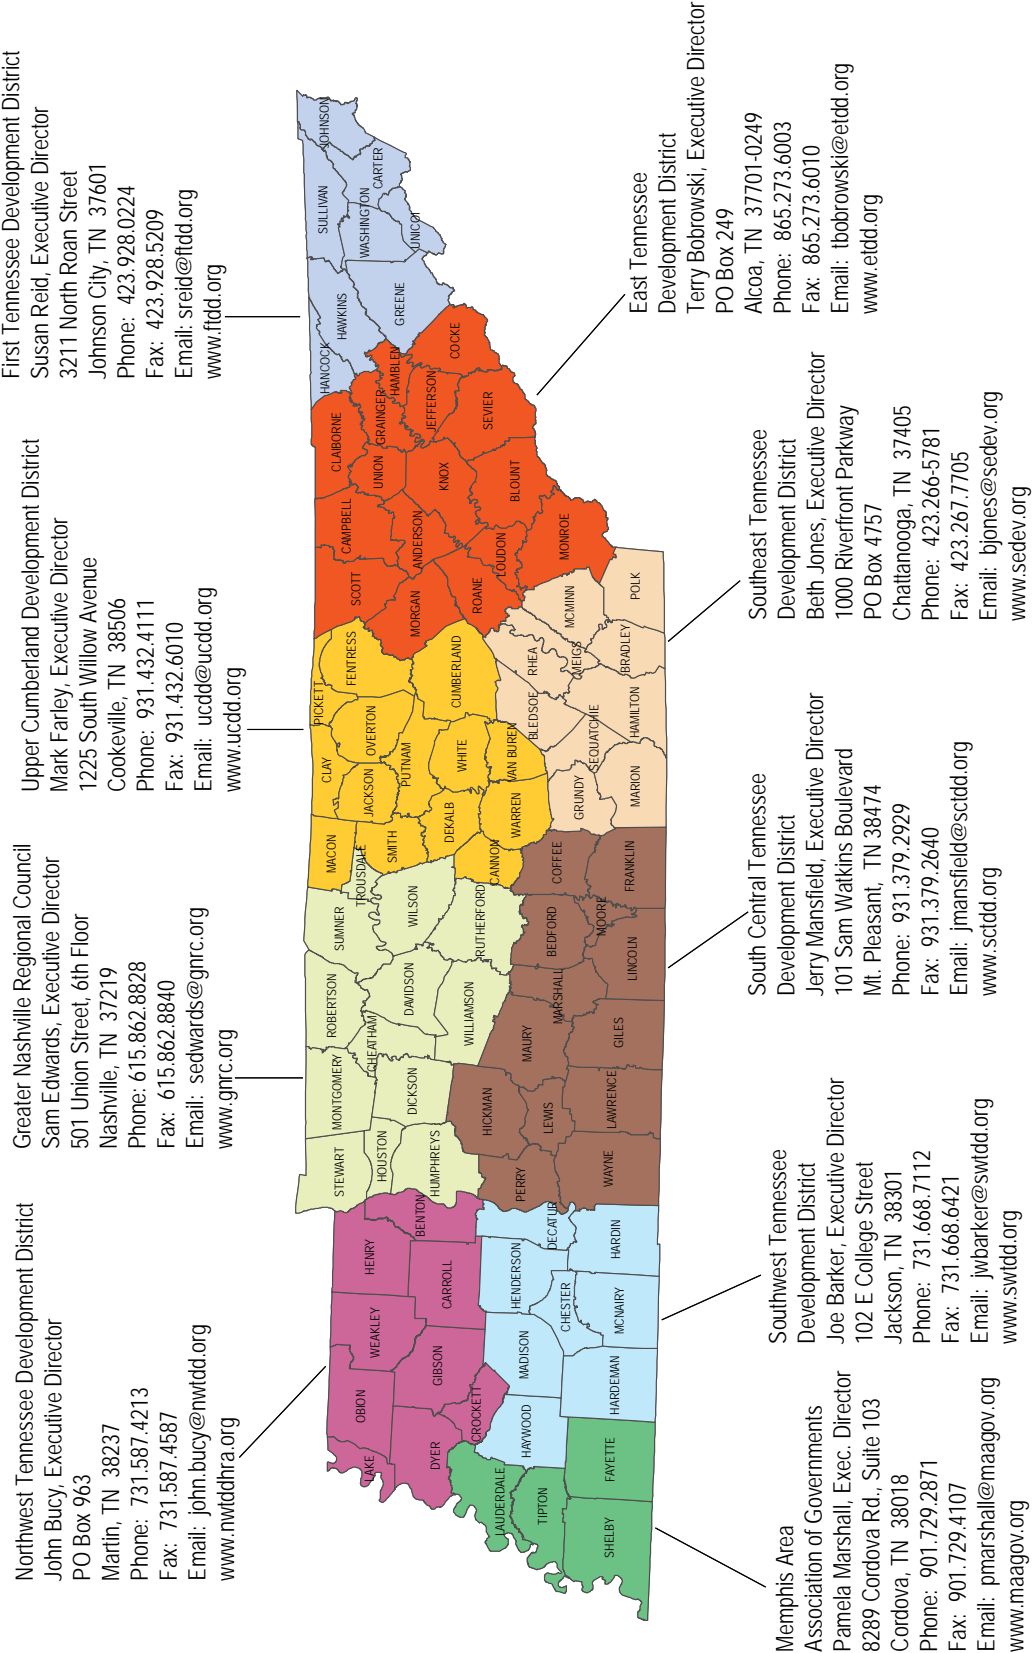 Northwest Tennessee Development District
John Bucy, Executive Director
PO Box 963
Martin, TN 38237
Phone: 731.587.4213
Fax: 731.587.4587
Email: john.bucy@nwtdd.org
www.nwtddhra.org
Greater Nashville Regional Council
Sam Edwards, Executive Director
501 Union Street, 6th Floor
Nashville, TN 37219
Phone: 615.862.8828
Fax: 615.862.8840
Email: sedwards@gnrc.org
www.gnrc.org
Upper Cumberland Development District
Mark Farley, Executive Director
1225 South Willow Avenue
Cookeville, TN 38506
Phone: 931.432.4111
Fax: 931.432.6010
Email: ucdd@ucdd.org
www.ucdd.org
First Tennessee Development District
Susan Reid, Executive Director
3211 North Roan Street
Johnson City, TN 37601
Phone: 423.928.0224
Fax: 423.928.5209
Email: sreid@ftdd.org
www.ftdd.org
LAKE
OBION
WEAKLEY
HENRY
BENTON
DYER
GIBSON
CARROLL
CROCKETT
LAUDERDALE
TIPTON
SHELBY
FAYETTE
HAYWOOD
MADISON
HENDERSON
DECATUR
CHESTER
HARDEMAN
MCNAIRY
HARDIN
STEWART
MONTGOMERY
ROBERTSON
SUMNER
TROUSDALE
HOUSTON
CHEATHAM
HUMPHREYS
DICKSON
DAVIDSON
WILSON
WILLIAMSON
RUTHERFORD
PERRY
HICKMAN
LEWIS
MAURY
MARSHALL
BEDFORD
COFFEE
WAYNE
LAWRENCE
GILES
LINCOLN
MOORE
FRANKLIN
MACON
CLAY
PICKETT
FENTRESS
JACKSON
OVERTON
SMITH
PUTNAM
DEKALB
WHITE
CUMBERLAND
CANNON
WARREN
VAN BUREN
GRUNDY
SEQUATCHIE
BLEDSOE
RHEA
MEIGS
MCMINN
MARION
HAMILTON
BRADLEY
POLK
SCOTT
CAMPBELL
CLAIBORNE
MORGAN
ANDERSON
UNION
GRAINGER
HAMBLEN
ROANE
LOUDON
KNOX
JEFFERSON
COCKE
MONROE
BLOUNT
SEVIER
HANCOCK
HAWKINS
GREENE
SULLIVAN
WASHINGTON
UNICOI
CARTER
JOHNSON
Memphis Area
Association of Governments
Pamela Marshall, Exec. Director
8289 Cordova Rd., Suite 103
Cordova, TN 38018
Phone: 901.729.2871
Fax: 901.729.4107
Email: pmarshall@maagov.org
www.maagov.org
Southwest Tennessee
Development District
Joe Barker, Executive Director
102 E College Street
Jackson, TN 38301
Phone: 731.668.7112
Fax: 731.668.6421
Email: jwbarker@swtdd.org
www.swtdd.org
South Central Tennessee
Development District
Jerry Mansfield, Executive Director
101 Sam Watkins Boulevard
Mt. Pleasant, TN 38474
Phone: 931.379.2929
Fax: 931.379.2640
Email: jmansfield@sctdd.org
www.sctdd.org
Southeast Tennessee
Development District
Beth Jones, Executive Director
1000 Riverfront Parkway
PO Box 4757
Chattanooga, TN 37405
Phone: 423.266-5781
Fax: 423.267.7705
Email: bjones@sedev.org
www.sedev.org
East Tennessee
Development District
Terry Bobrowski, Executive Director
PO Box 249
Alcoa, TN 37701-0249
Phone: 865.273.6003
Fax: 865.273.6010
Email: tbobrowski@etdd.org
www.etdd.org